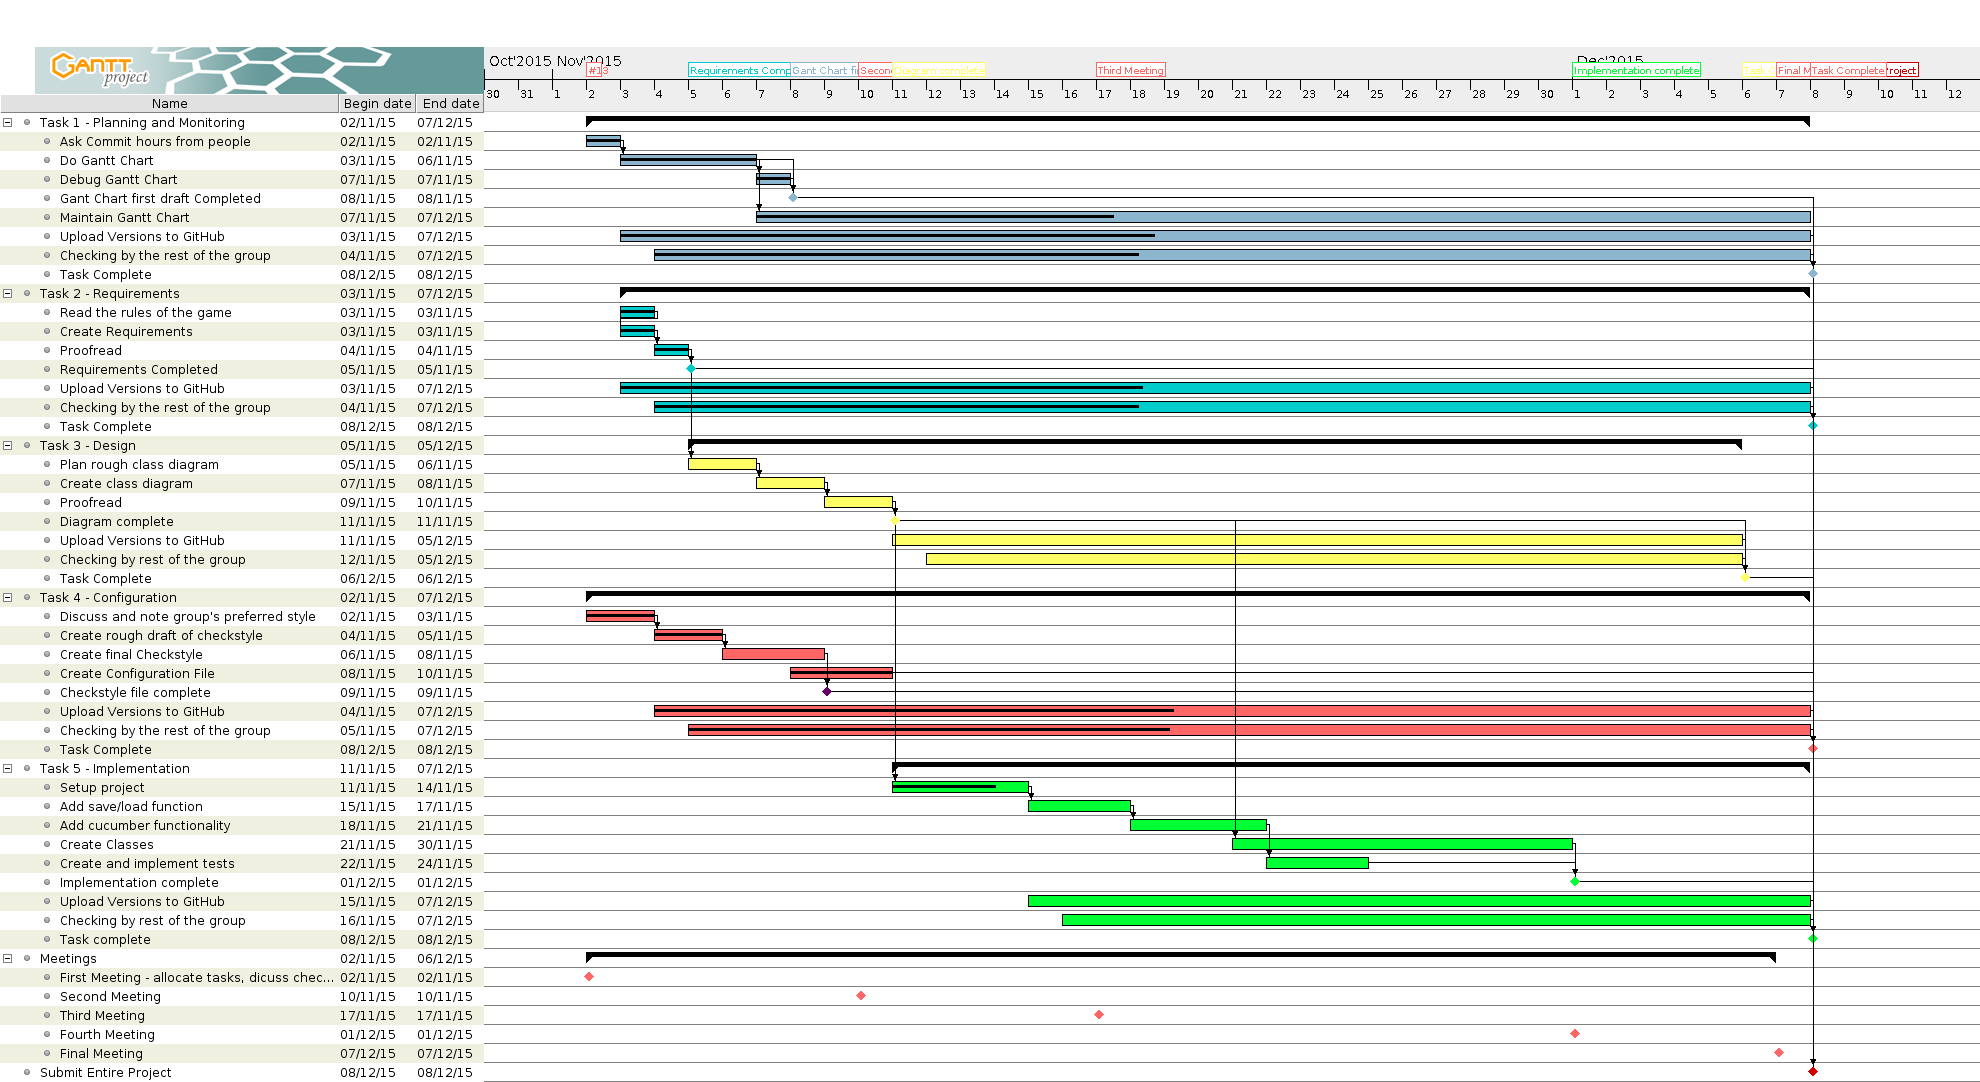 GANTT
project
Oct'2015 Nov'2015 Dec'2015
#1 Requirements Comp Gant Chart fi Secon Diagram complete Third Meeting Implementation complete Final M Task Complete roject
Name Begin date End date
30 31 1 2 3 4 5 6 7 8 9 10 11 12 13 14 15 16 17 18 19 20 21 22 23 24 25 26 27 28 29 30 1 2 3 4 5 6 7 8 9 10 11 12
Task 1 - Planning and Monitoring 02/11/15 07/12/15
Ask Commit hours from people 02/11/15 02/11/15
Do Gantt Chart 03/11/15 06/11/15
Debug Gantt Chart 07/11/15 07/11/15
Gant Chart first draft Completed 08/11/15 08/11/15
Maintain Gantt Chart 07/11/15 07/12/15
Upload Versions to GitHub 03/11/15 07/12/15
Checking by the rest of the group 04/11/15 07/12/15
Task Complete 08/12/15 08/12/15
Task 2 - Requirements 03/11/15 07/12/15
Read the rules of the game 03/11/15 03/11/15
Create Requirements 03/11/15 03/11/15
Proofread 04/11/15 04/11/15
Requirements Completed 05/11/15 05/11/15
Upload Versions to GitHub 03/11/15 07/12/15
Checking by the rest of the group 04/11/15 07/12/15
Task Complete 08/12/15 08/12/15
Task 3 - Design 05/11/15 05/12/15
Plan rough class diagram 05/11/15 06/11/15
Create class diagram 07/11/15 08/11/15
Proofread 09/11/15 10/11/15
Diagram complete 11/11/15 11/11/15
Upload Versions to GitHub 11/11/15 05/12/15
Checking by rest of the group 12/11/15 05/12/15
Task Complete 06/12/15 06/12/15
Task 4 - Configuration 02/11/15 07/12/15
Discuss and note group's preferred style 02/11/15 03/11/15
Create rough draft of checkstyle 04/11/15 05/11/15
Create final Checkstyle 06/11/15 08/11/15
Create Configuration File 08/11/15 10/11/15
Checkstyle file complete 09/11/15 09/11/15
Upload Versions to GitHub 04/11/15 07/12/15
Checking by the rest of the group 05/11/15 07/12/15
Task Complete 08/12/15 08/12/15
Task 5 - Implementation 11/11/15 07/12/15
Setup project 11/11/15 14/11/15
Add save/load function 15/11/15 17/11/15
Add cucumber functionality 18/11/15 21/11/15
Create Classes 21/11/15 30/11/15
Create and implement tests 22/11/15 24/11/15
Implementation complete 01/12/15 01/12/15
Upload Versions to GitHub 15/11/15 07/12/15
Checking by rest of the group 16/11/15 07/12/15
Task complete 08/12/15 08/12/15
Meetings 02/11/15 06/12/15
First Meeting - allocate tasks, dicuss chec... 02/11/15 02/11/15
Second Meeting 10/11/15 10/11/15
Third Meeting 17/11/15 17/11/15
Fourth Meeting 01/12/15 01/12/15
Final Meeting 07/12/15 07/12/15
Submit Entire Project 08/12/15 08/12/15